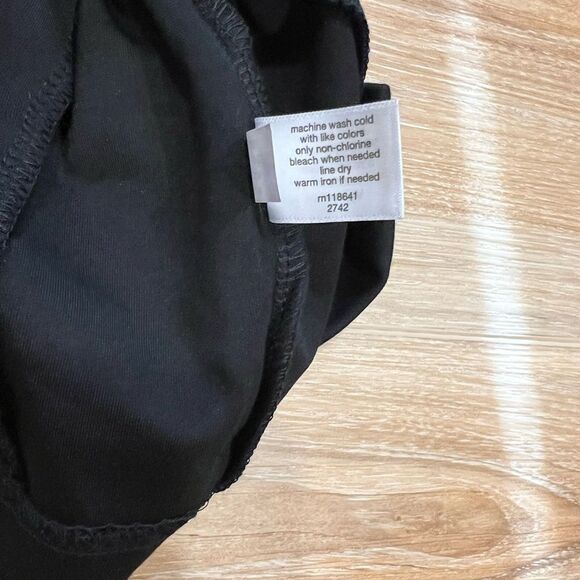 machine wash cold
with like colors
only non-chlorine
bleach when needed
line dry
warm iron if needed
rn118641
2742